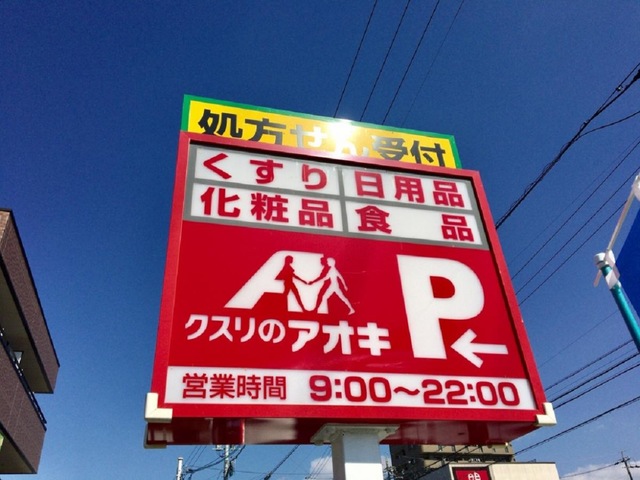 処方せん受付
くすり 日用品
化粧品 食品
クスリのアオキ
P
営業時間 9:00〜22:00